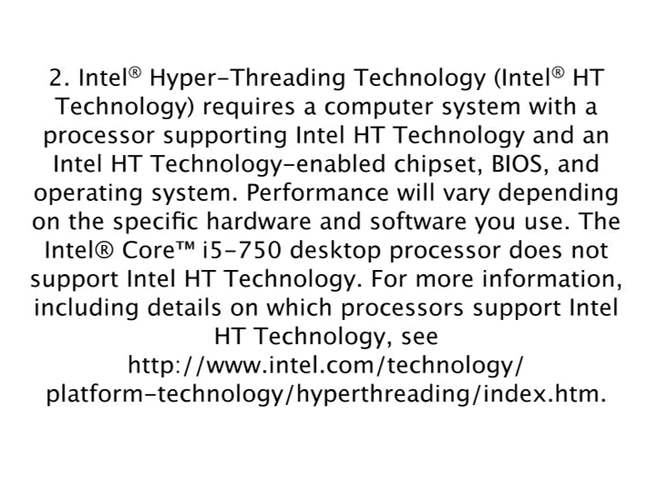 2. Intel® Hyper-Threading Technology (Intel® HT
Technology) requires a computer system with a
processor supporting Intel HT Technology and an
Intel HT Technology-enabled chipset, BIOS, and
operating system. Performance will vary depending
on the specific hardware and software you use. The
Intel® Core™ i5-750 desktop processor does not
support Intel HT Technology. For more information,
including details on which processors support Intel
HT Technology, see
http://www.intel.com/technology/
platform-technology/hyperthreading/index.htm.